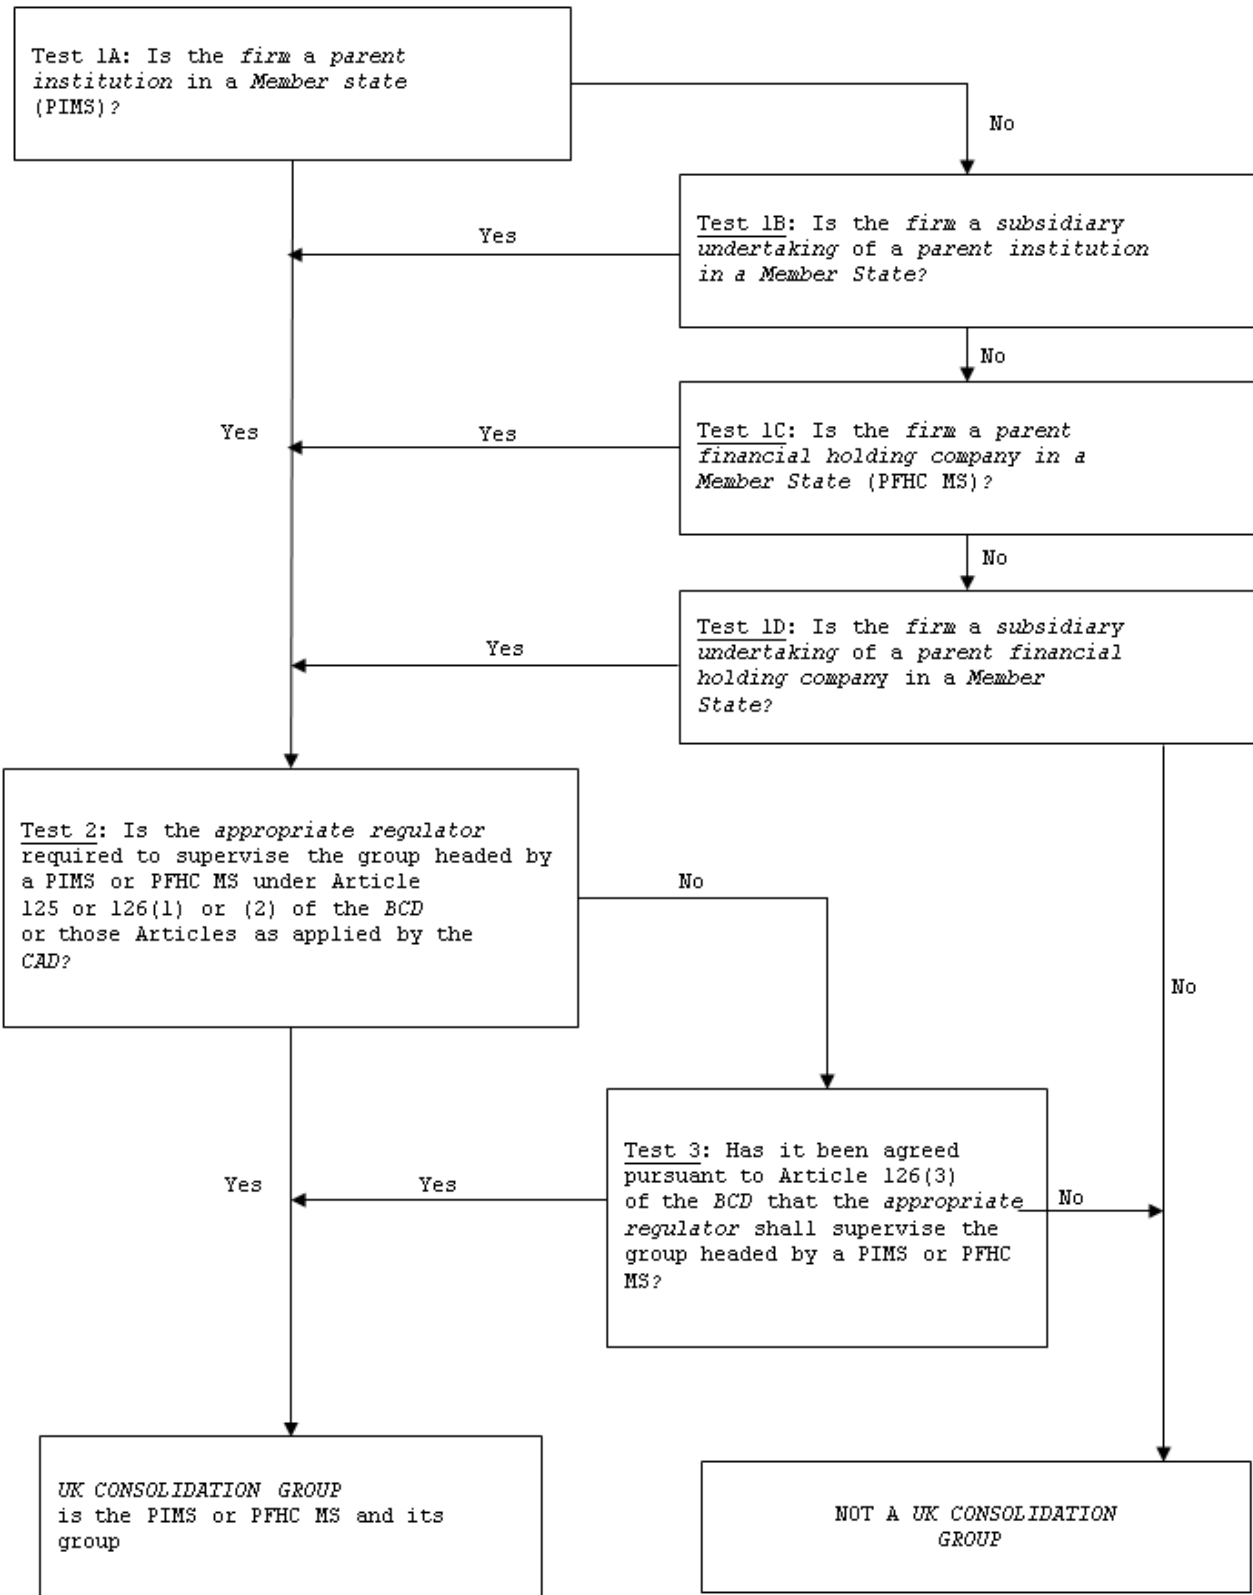 Test 1A: Is the firm a parent
institution in a Member state
(PIMS)?
No
Test 1B: Is the firm a subsidiary
undertaking of a parent institution
in a Member State?
Yes
No
Test 1C: Is the firm a parent
financial holding company in a
Member State (PFHC MS)?
Yes
Yes
No
Test 1D: Is the firm a subsidiary
undertaking of a parent financial
holding company in a Member
State?
Yes
Test 2: Is the appropriate regulator
required to supervise the group headed by
a PIMS or PFHC MS under Article
125 or 126(1) or (2) of the BCD
or those Articles as applied by the
CAD?
No
No
Test 3: Has it been agreed
pursuant to Article 126(3)
of the BCD that the appropriate
regulator shall supervise the
group headed by a PIMS or PFHC
MS?
Yes
Yes
No
UK CONSOLIDATION GROUP
is the PIMS or PFHC MS and its
group
NOT A UK CONSOLIDATION
GROUP